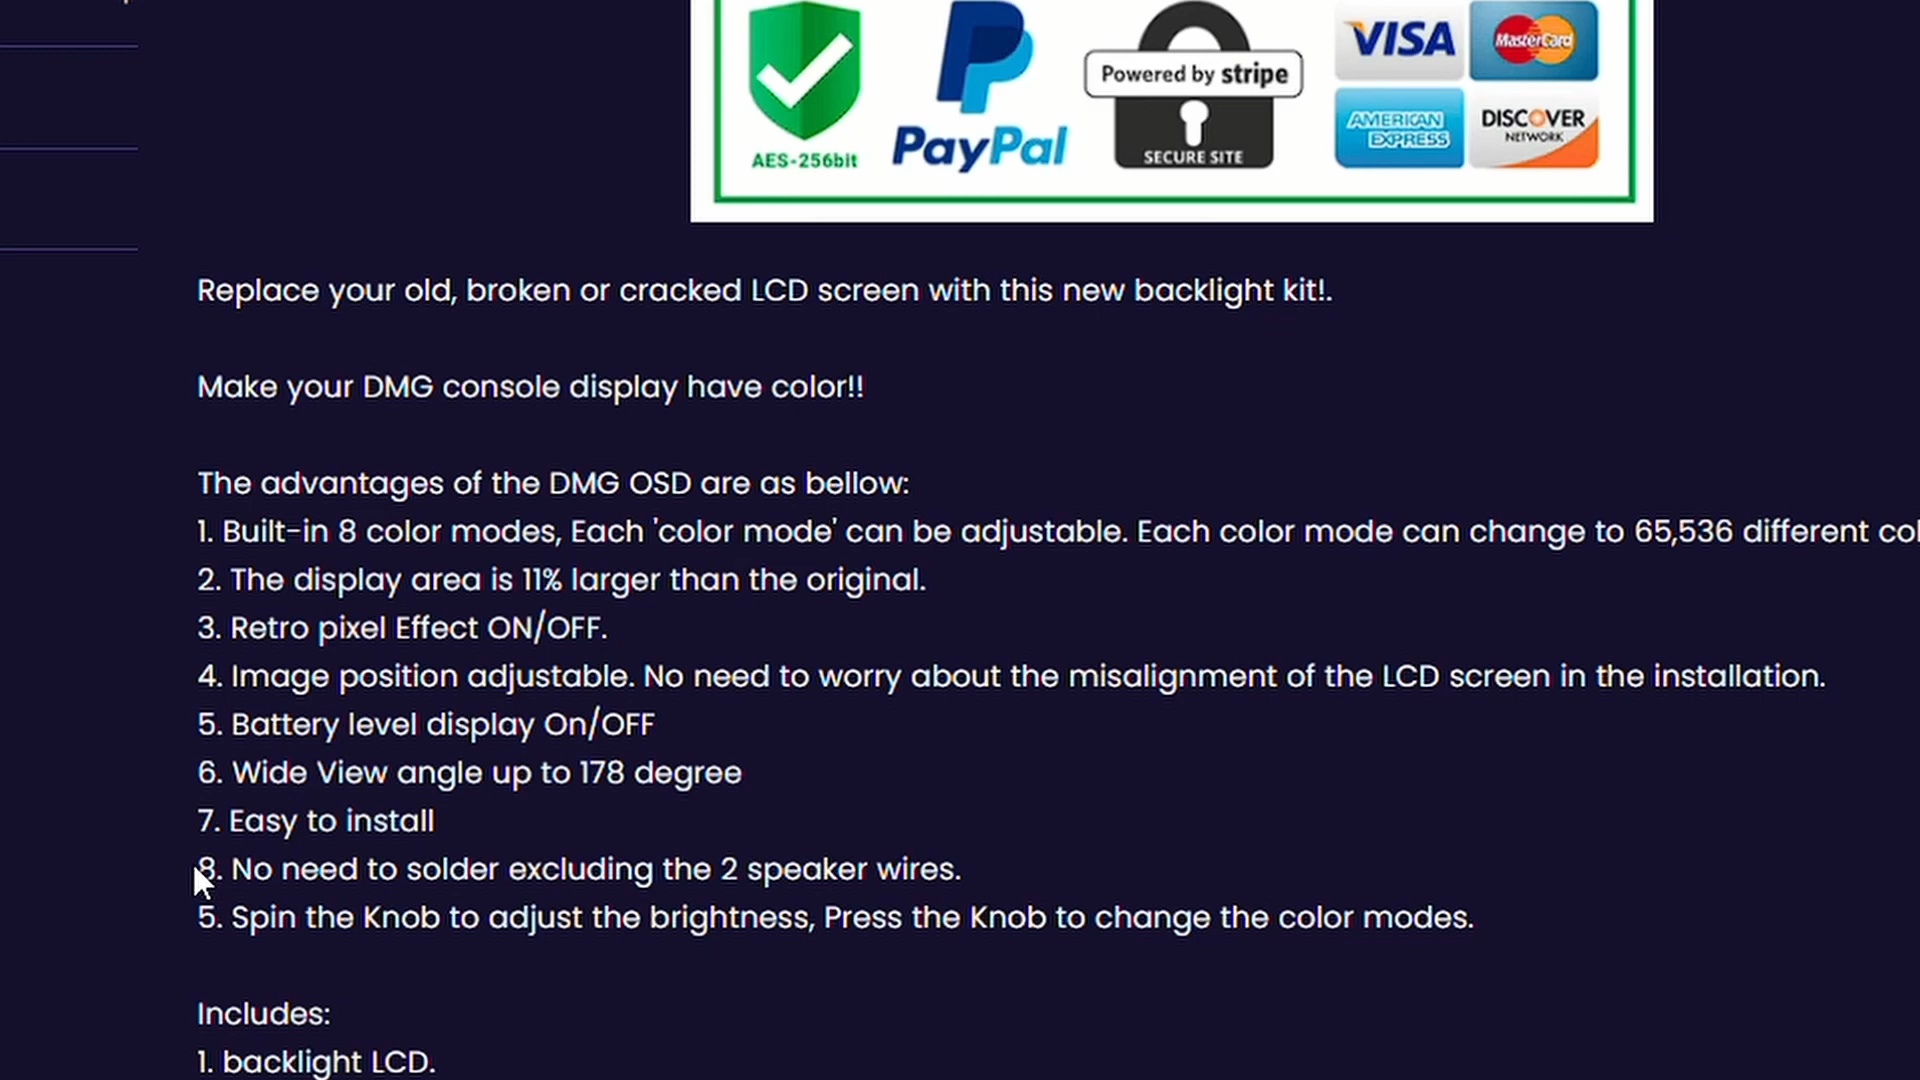 VISA
MasterCard
Powered by stripe
AMERICAN EXPRESS
DISCOVER
NETWORK
PayPal
AES-256bit
SECURE SITE
Replace your old, broken or cracked LCD screen with this new backlight kit!.
Make your DMG console display have color!!
The advantages of the DMG OSD are as bellow:
1. Built-in 8 color modes, Each 'color mode' can be adjustable. Each color mode can change to 65,536 different
2. The display area is 11% larger than the original.
3. Retro pixel Effect ON/OFF.
4. Image position adjustable. No need to worry about the misalignment of the LCD screen in the installation.
5. Battery level display On/OFF
6. Wide View angle up to 178 degree
7. Easy to install
8. No need to solder excluding the 2 speaker wires.
5. Spin the Knob to adjust the brightness, Press the Knob to change the color modes.
Includes:
1. backlight LCD.